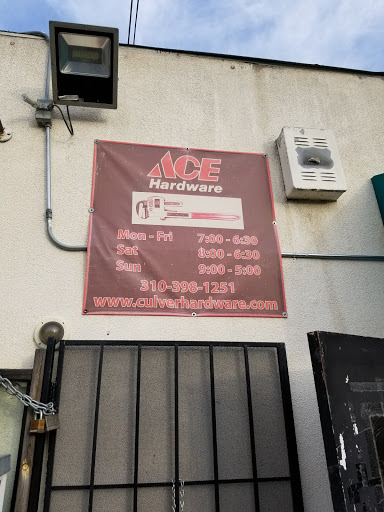 ACE
Hardware
Mon - Fri 7:00 - 6:30
Sat 8:00 - 6:30
Sun 9:00 - 5:00
310-398-1251
www.culverhardware.com